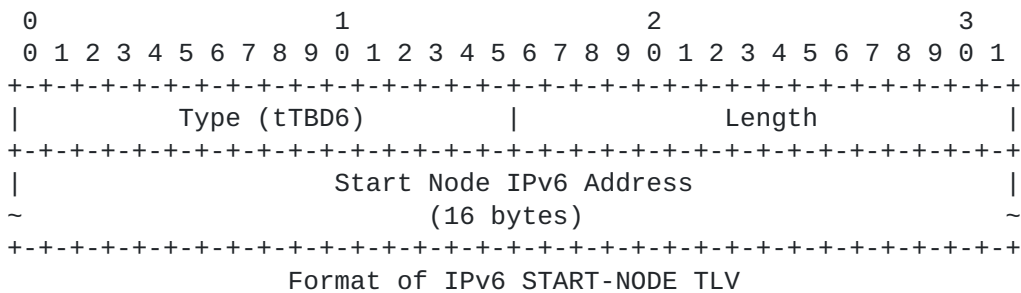 0                   1                   2                   3
 0 1 2 3 4 5 6 7 8 9 0 1 2 3 4 5 6 7 8 9 0 1 2 3 4 5 6 7 8 9 0 1
+-+-+-+-+-+-+-+-+-+-+-+-+-+-+-+-+-+-+-+-+-+-+-+-+-+-+-+-+-+-+-+-+
|          Type (tTBD6)         |             Length            |
+-+-+-+-+-+-+-+-+-+-+-+-+-+-+-+-+-+-+-+-+-+-+-+-+-+-+-+-+-+-+-+-+
|                    Start Node IPv6 Address                    |
~                          (16 bytes)                           ~
+-+-+-+-+-+-+-+-+-+-+-+-+-+-+-+-+-+-+-+-+-+-+-+-+-+-+-+-+-+-+-+-+
                 Format of IPv6 START-NODE TLV